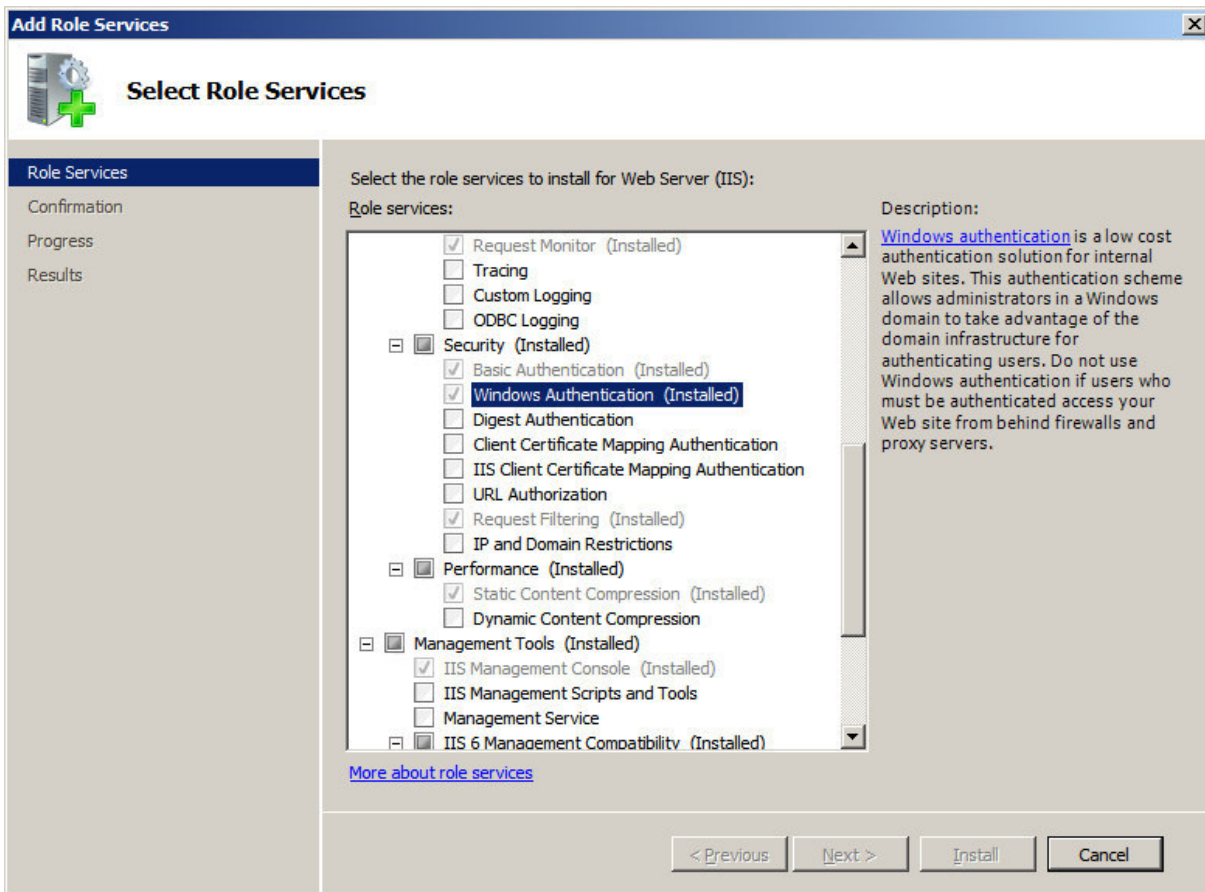 Add Role Services
Select Role Services
Role Services
Confirmation
Progress
Results
Select the role services to install for Web Server (IIS):
Role services:
Request Monitor (Installed)
Tracing
Custom Logging
ODBC Logging
Security (Installed)
Basic Authentication (Installed)
Windows Authentication (Installed)
Digest Authentication
Client Certificate Mapping Authentication
IIS Client Certificate Mapping Authentication
URL Authorization
Request Filtering (Installed)
IP and Domain Restrictions
Performance (Installed)
Static Content Compression (Installed)
Dynamic Content Compression
Management Tools (Installed)
IIS Management Console (Installed)
IIS Management Scripts and Tools
Management Service
IIS 6 Management Compatibility (Installed)
More about role services
Description:
Windows authentication is a low cost
authentication solution for internal
Web sites. This authentication scheme
allows administrators in a Windows
domain to take advantage of the
domain infrastructure for
authenticating users. Do not use
Windows authentication if users who
must be authenticated access your
Web site from behind firewalls and
proxy servers.
< Previous
Next >
Install
Cancel